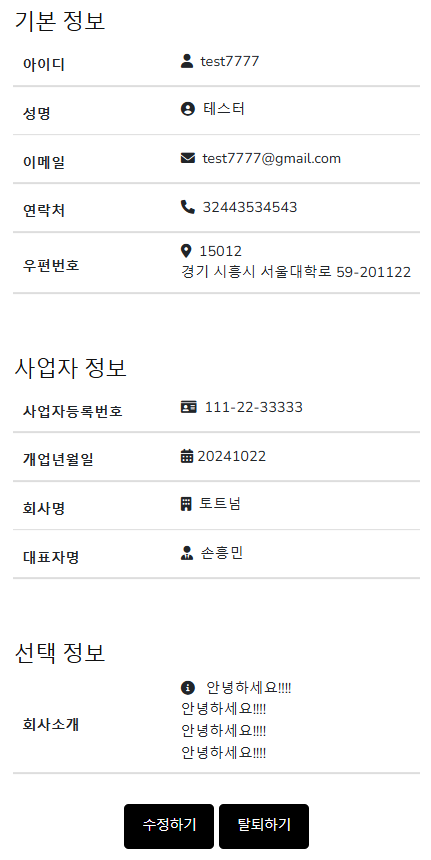 기본 정보
아이디 test7777
성명 테스터
이메일 test7777@gmail.com
연락처 32443534543
우편번호 15012
경기 시흥시 서울대학로 59-201122
사업자 정보
사업자등록번호 111-22-33333
개업년월일 20241022
회사명 토트넘
대표자명 손흥민
선택 정보
회사소개 안녕하세요!!!!
안녕하세요!!!!
안녕하세요!!!!
안녕하세요!!!!
수정하기 탈퇴하기